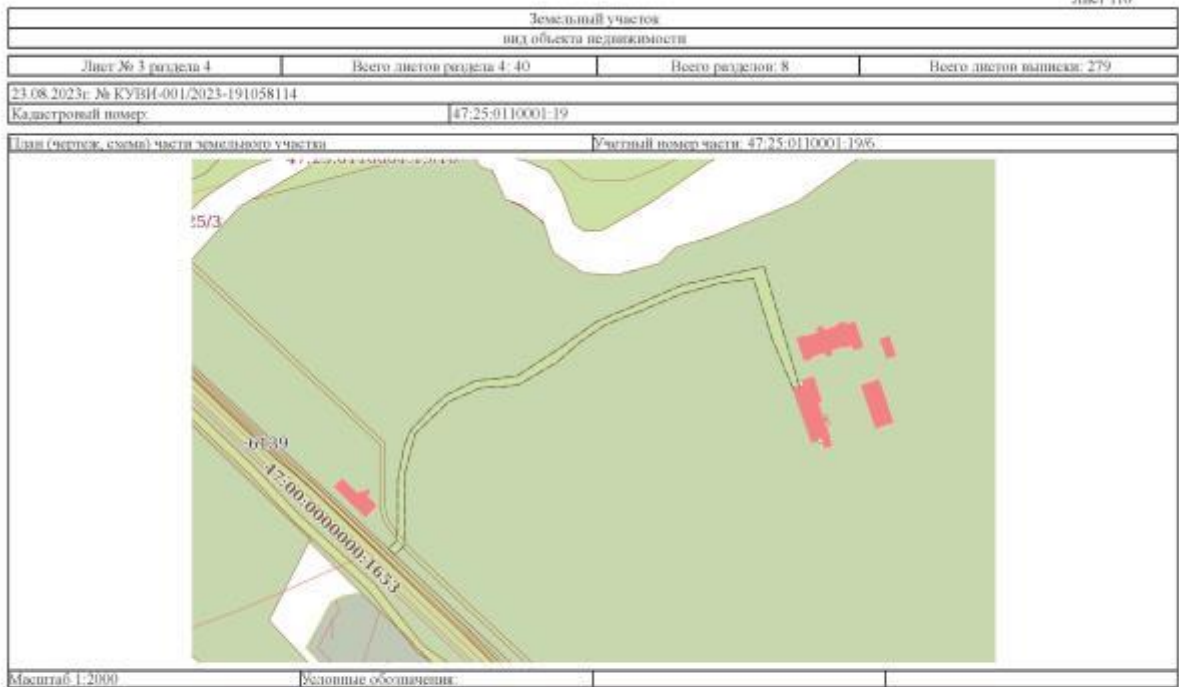 Лист 110
Земельный участок
вид объекта недвижимости
Лист № 3 раздела 4 Всего листов раздела 4: 40 Всего разделов: 8 Всего листов выписки: 279
23.08.2023г. № КУВИ-001/2023-191058114
Кадастровый номер: 47:25:0110001:19
План (чертеж, схема) части земельного участка Учетный номер части: 47:25:0110001:19/6
25/3
:6139
47:00:0000000:1653
Масштаб 1:2000 Условные обозначения: